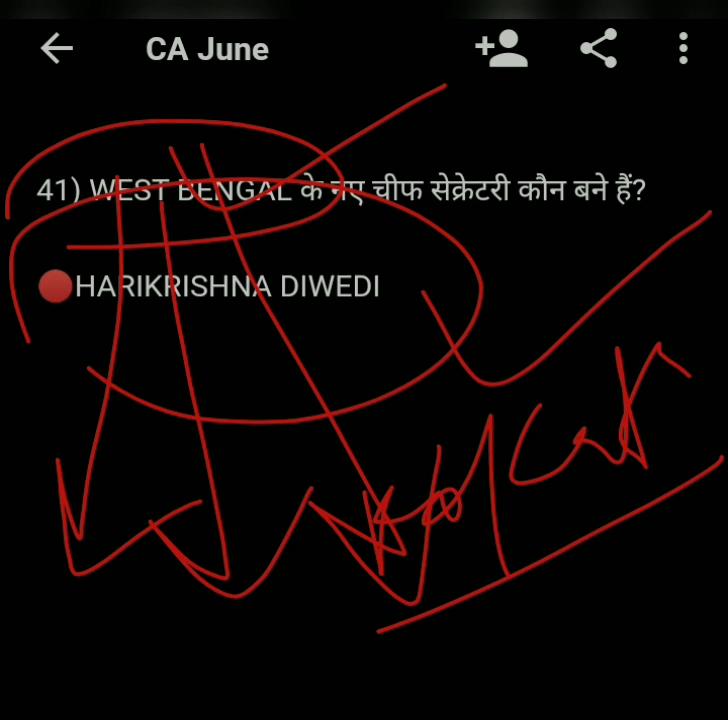 CA June
41) WEST BENGAL के नए चीफ सेक्रेटरी कौन बने हैं?
HARIKRISHNA DIWEDI